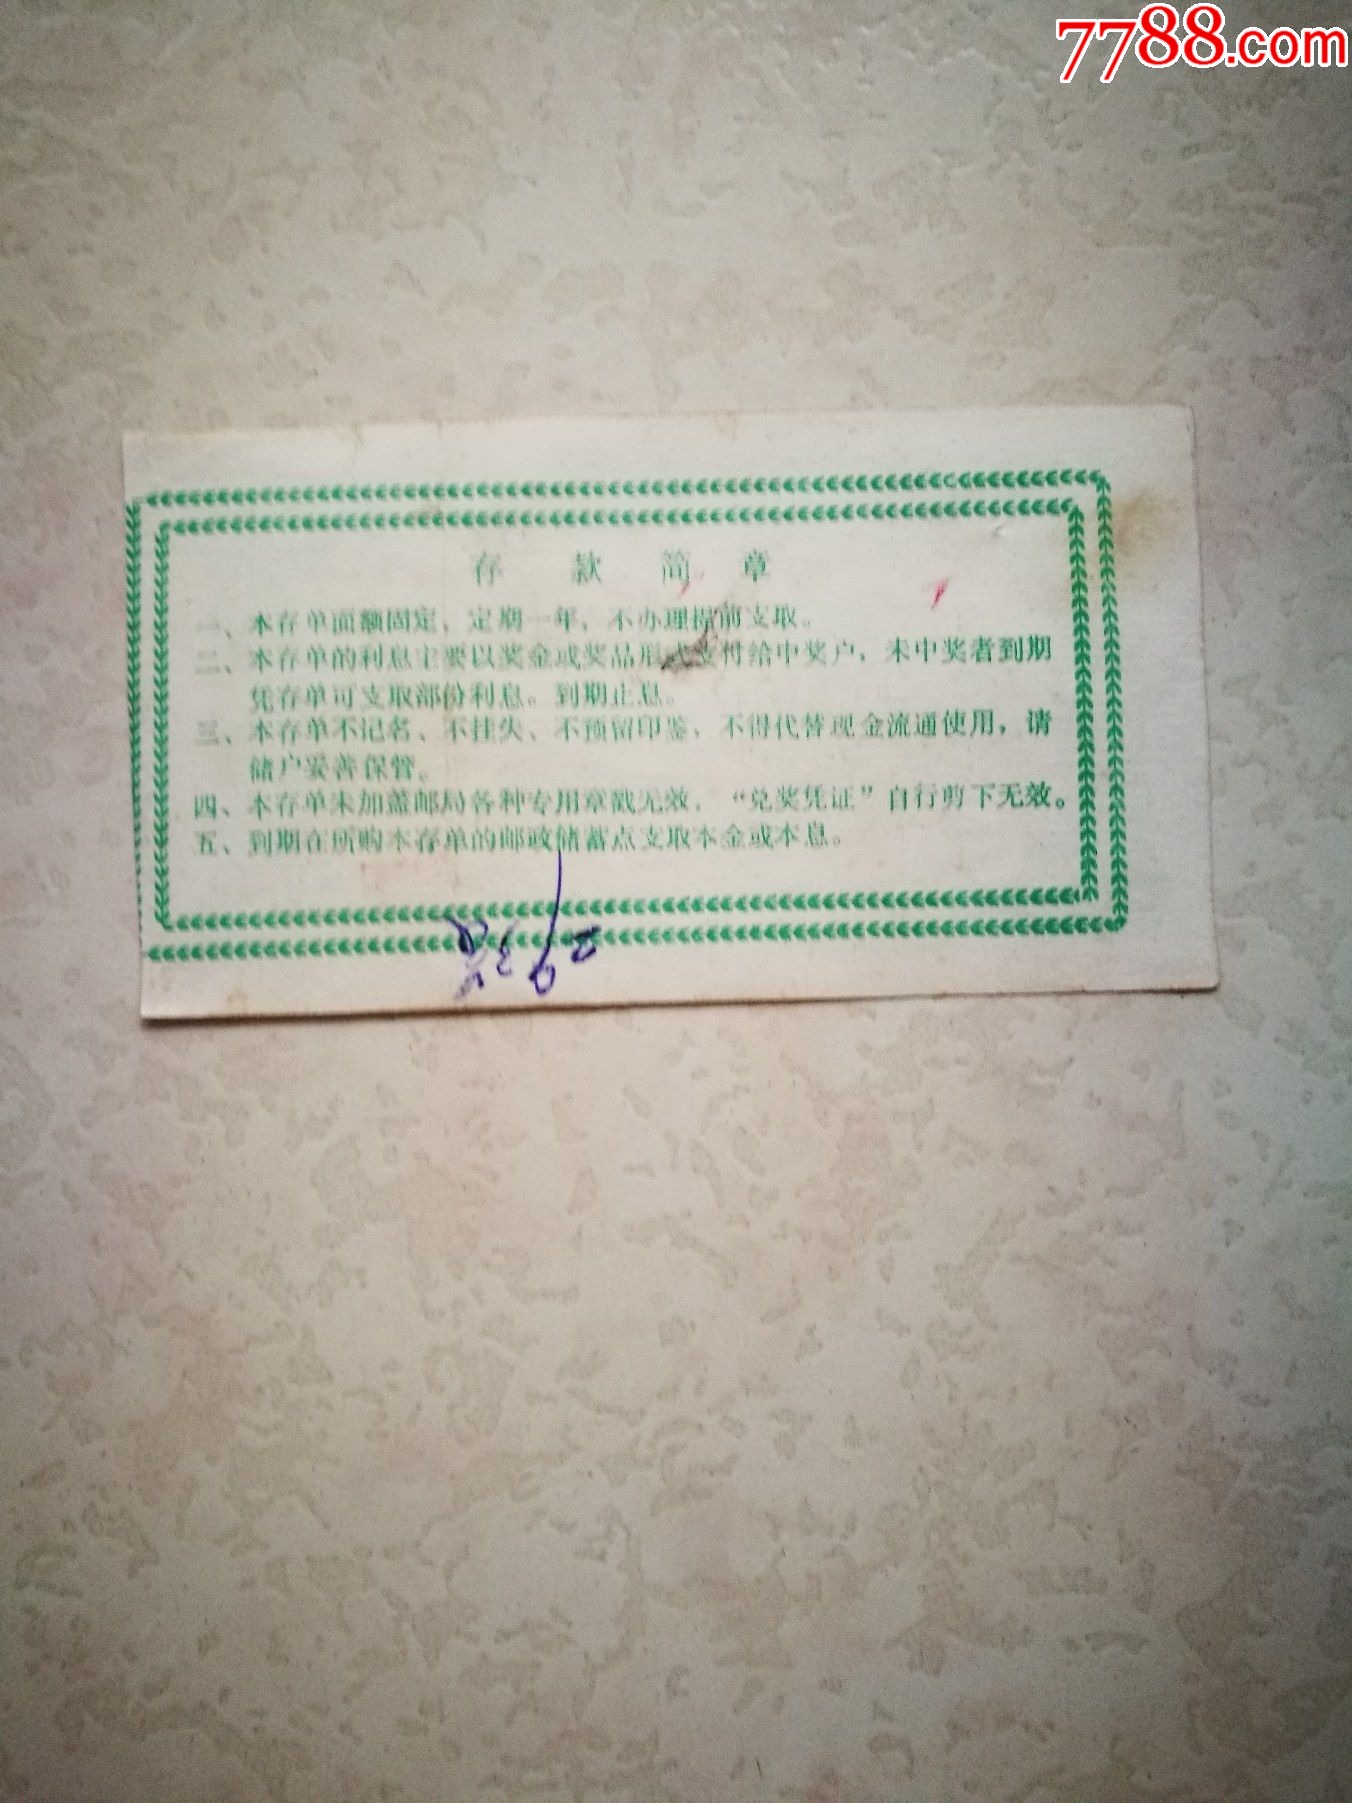 7788.com
存款简章
一、本存单面额固定，定期一年，不办理提前支取。
二、本存单的利息主要以奖金或奖品形式支付给中奖户，未中奖者到期
凭存单可支取部份利息。到期止息。
三、本存单不记名、不挂失、不预留印鉴，不得代替现金流通使用，请
储户妥善保管。
四、本存单未加盖邮局各种专用章戳无效，“兑奖凭证”自行剪下无效。
五、到期在所购本存单的邮政储蓄点支取本金或本息。